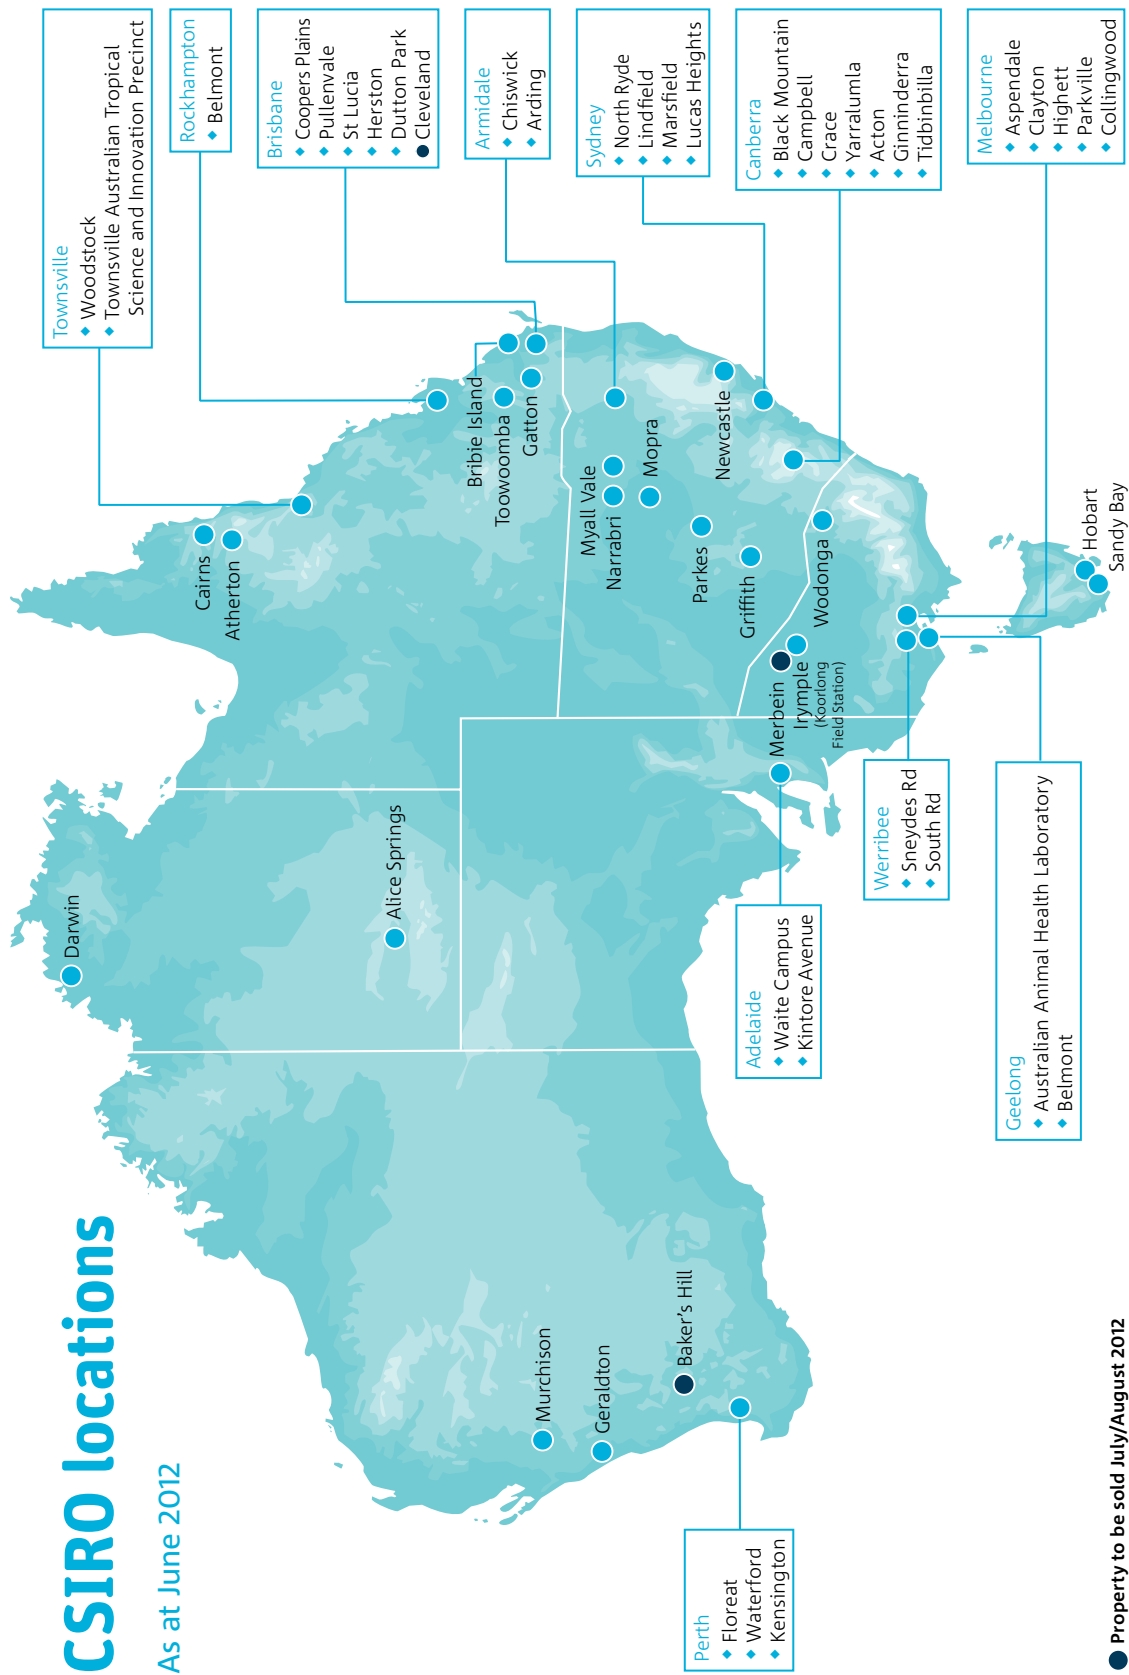 CSIRO locations
As at June 2012
Darwin
Alice Springs
Murchison
Geraldton
Baker's Hill
Perth
Floreat
Waterford
Kensington
Adelaide
Waite Campus
Kintore Avenue
Geelong
Australian Animal Health Laboratory
Belmont
Werribee
Sneydes Rd
South Rd
Cairns
Atherton
Bribie Island
Toowoomba
Gatton
Myall Vale
Narrabri
Mopra
Parkes
Newcastle
Griffith
Merbein
Irymple
(Koorlong
Field Station)
Wodonga
Hobart
Sandy Bay
Townsville
Woodstock
Townsville Australian Tropical
Science and Innovation Precinct
Rockhampton
Belmont
Brisbane
Coopers Plains
Pullenvale
St Lucia
Herston
Dutton Park
Cleveland
Armidale
Chiswick
Arding
Sydney
North Ryde
Lindfield
Marsfield
Lucas Heights
Canberra
Black Mountain
Campbell
Crace
Yarralumla
Acton
Ginninderra
Tidbinbilla
Melbourne
Aspendale
Clayton
Highett
Parkville
Collingwood
Property to be sold July/August 2012